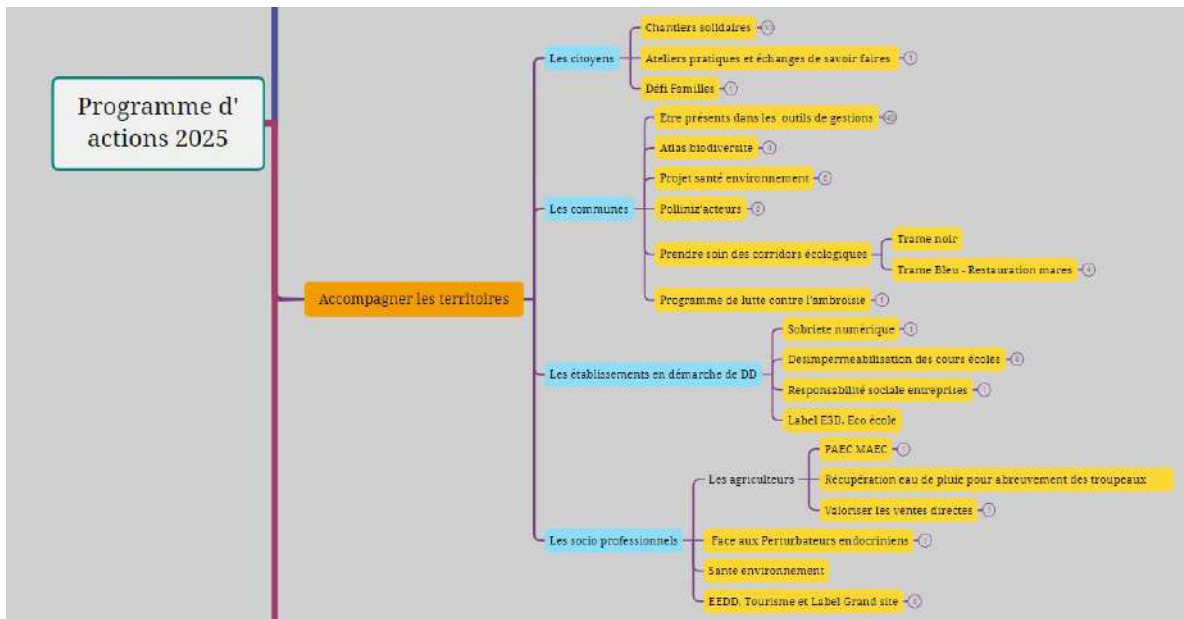 Programme d'
actions 2025
Accompagner les territoires
Les citoyens
Chantiers solidaires
Ateliers pratiques et échanges de savoir faires
Défi Familles
Les communes
Etre présents dans les outils de gestions
Atlas biodiversité
Projet santé environnement
Polliniz'acteurs
Prendre soin des corridors écologiques
Trame noir
Trame Bleu - Restauration mares
Programme de lutte contre l'ambroisie
Les établissements en démarche de DD
Sobriete numérique
Desimpermeabilisation des cours écoles
Responsabilité sociale entreprises
Label E3D, Eco école
Les socio professionnels
Les agriculteurs
PAEC MAEC
Récupération eau de pluie pour abreuvement des troupeaux
Valoriser les ventes directes
Face aux Perturbateurs endocriniens
Sante environnement
EEDD, Tourisme et Label Grand site